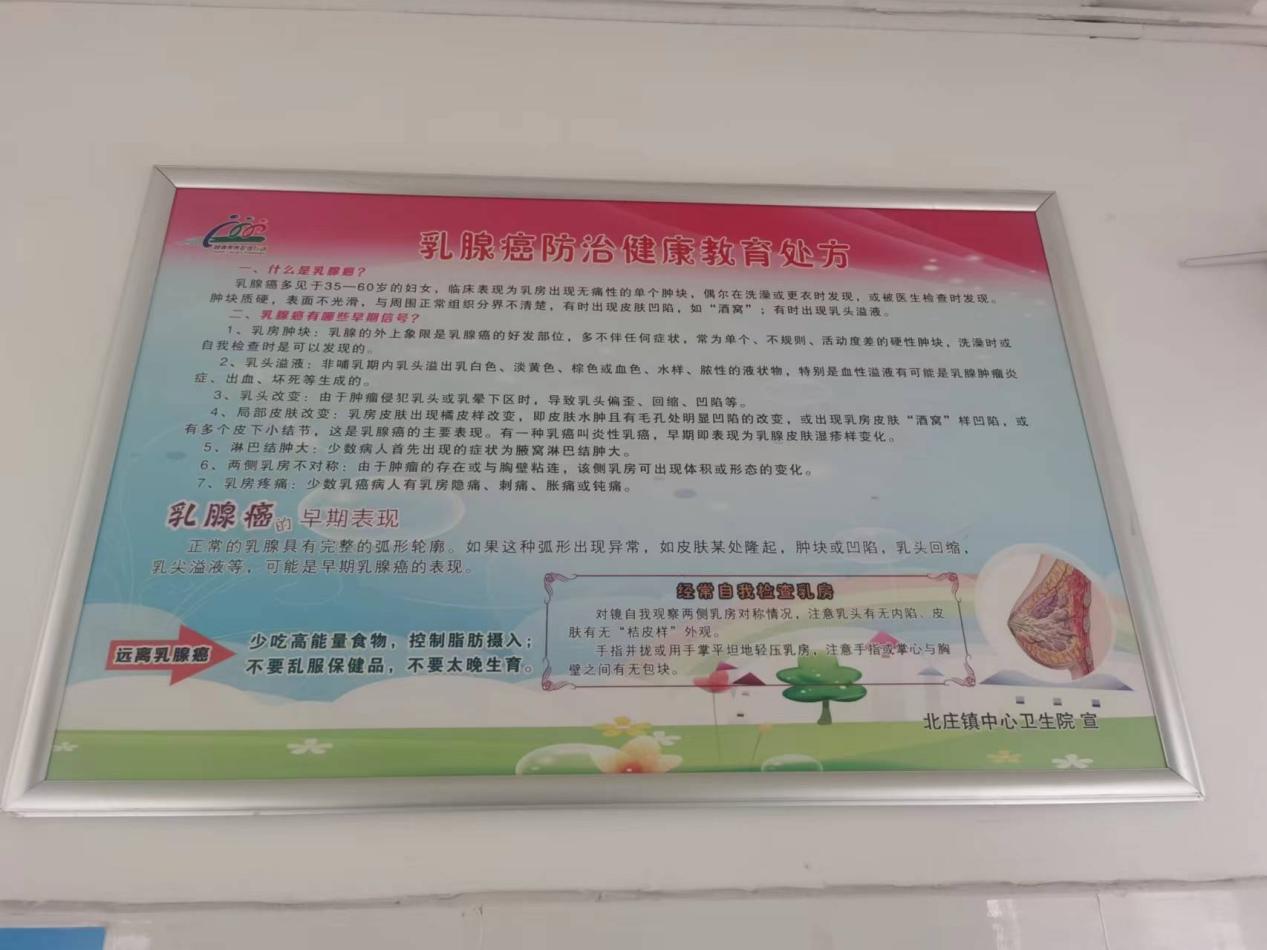 乳腺癌防治健康教育处方
一、什么是乳腺癌？
乳腺癌多见于35—60岁的妇女，临床表现为乳房出现无痛性的单个肿块，偶尔在洗澡或更衣时发现，或被医生检查时发现。
肿块质硬，表面不光滑，与周围正常组织分界不清楚，有时出现皮肤凹陷，如“酒窝”；有时出现乳头溢液。
二、乳腺癌有哪些早期信号？
1、乳房肿块：乳腺的外上象限是乳腺癌的好发部位，多不伴任何症状，常为单个、不规则、活动度差的硬性肿块，洗澡时或
自我检查时是可以发现的。
2、乳头溢液：非哺乳期内乳头溢出乳白色、淡黄色、棕色或血色、水样、脓性的液状物，特别是血性溢液有可能是乳腺肿瘤炎
症、出血、坏死等生成的。
3、乳头改变：由于肿瘤侵犯乳头或乳晕下区时，导致乳头偏歪、回缩、凹陷等。
4、局部皮肤改变：乳房皮肤出现橘皮样改变，即皮肤水肿且有毛孔处明显凹陷的改变，或出现乳房皮肤“酒窝”样凹陷，或
有多个皮下小结节，这是乳腺癌的主要表现。有一种乳癌叫炎性乳癌，早期即表现为乳腺皮肤湿疹样变化。
5、淋巴结肿大：少数病人首先出现的症状为腋窝淋巴结肿大。
6、两侧乳房不对称：由于肿瘤的存在或与胸壁粘连，该侧乳房可出现体积或形态的变化。
7、乳房疼痛：少数乳癌病人有乳房隐痛、刺痛、胀痛或钝痛。
乳腺癌的早期表现
正常的乳腺具有完整的弧形轮廓。如果这种弧形出现异常，如皮肤某处隆起，肿块或凹陷，乳头回缩，
乳尖溢液等，可能是早期乳腺癌的表现。
远离乳腺癌
少吃高能量食物，控制脂肪摄入；
不要乱服保健品，不要太晚生育。
经常自我检查乳房
对镜自我观察两侧乳房对称情况，注意乳头有无内陷、皮
肤有无“桔皮样”外观。
手指并拢或用手掌平坦地轻压乳房，注意手指或掌心与胸
壁之间有无包块。
北庄镇中心卫生院 宣